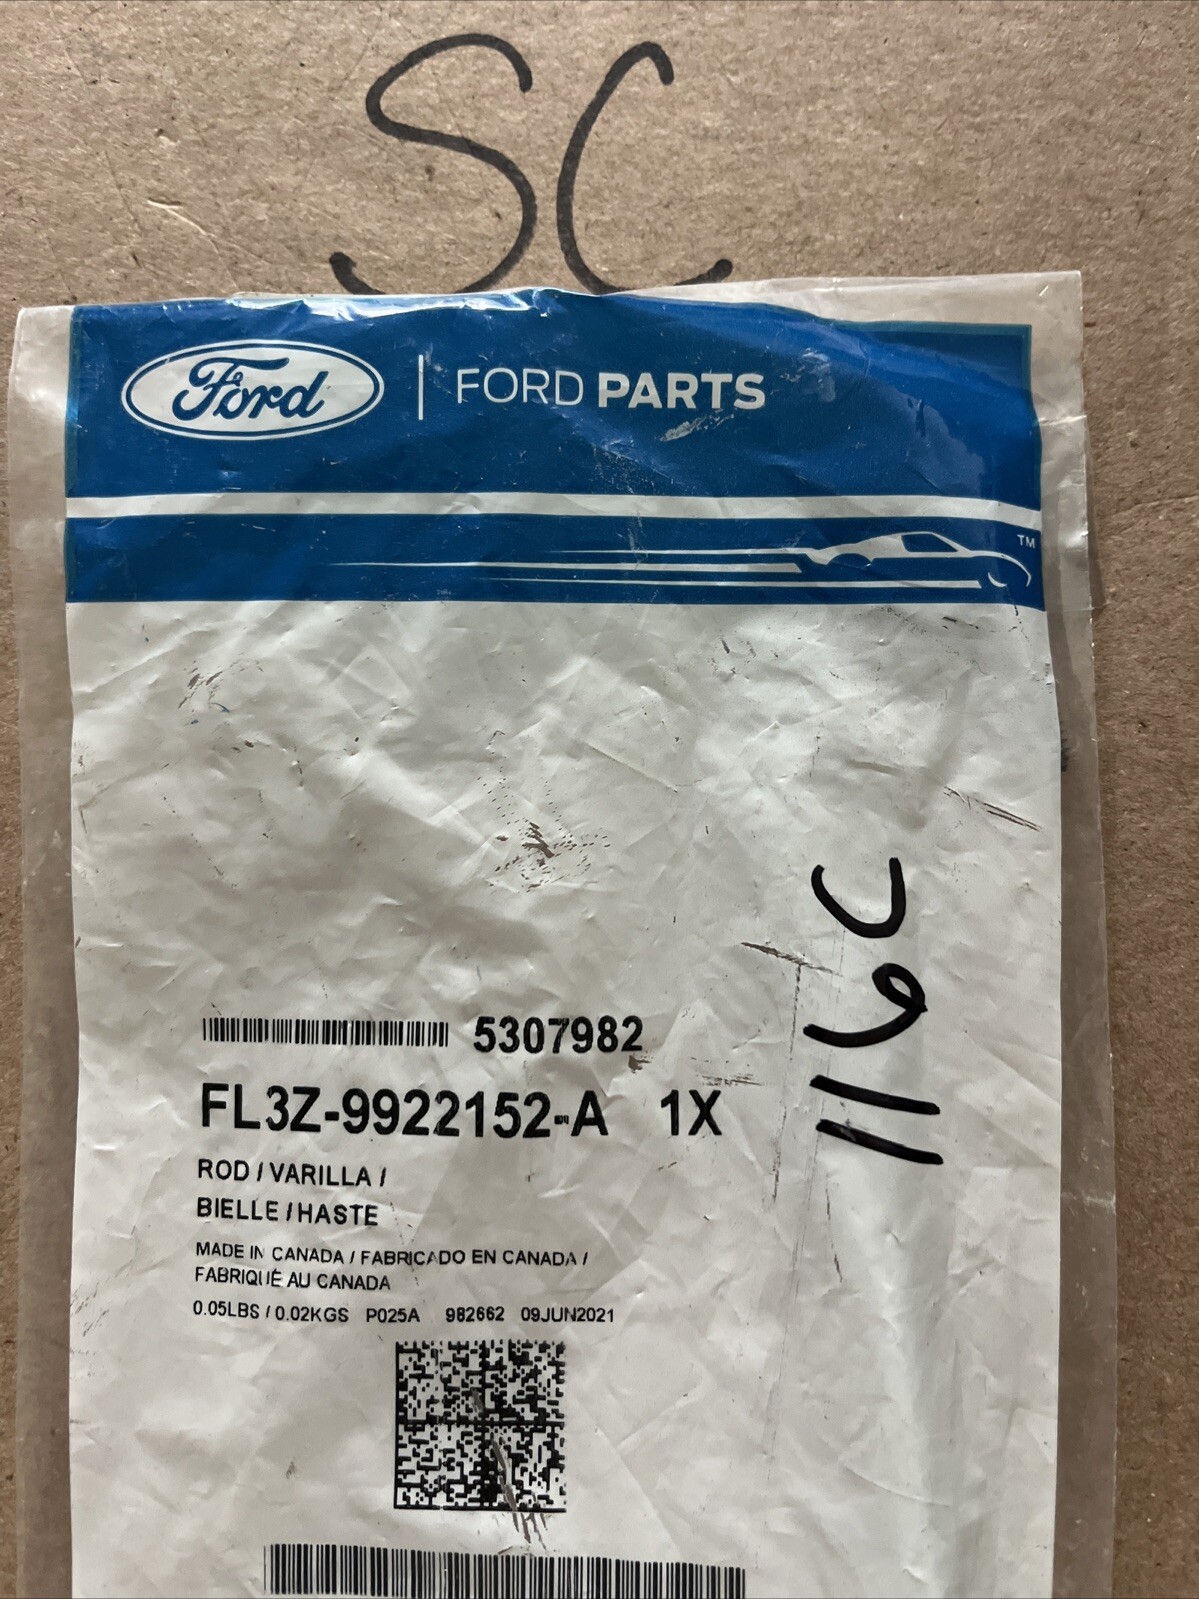 SC
Ford | FORD PARTS
TM
5307982
FL3Z-9922152-A 1X
ROD / VARILLA /
BIELLE / HASTE
MADE IN CANADA / FABRICADO EN CANADA /
FABRIQUÉ AU CANADA
0.05LBS / 0.02KGS P025A 982662 09JUN2021
116C